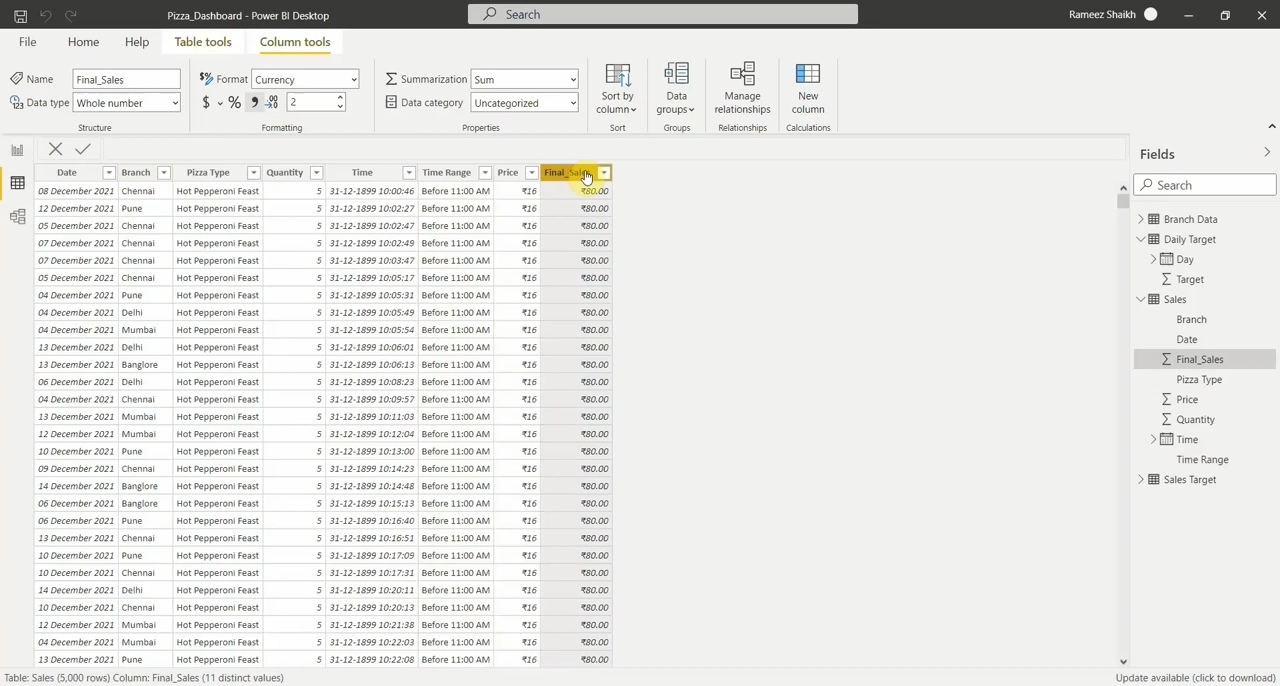 Pizza_Dashboard - Power BI Desktop
Search
Rameez Shaikh
File Home Help Table tools Column tools
Name Final_Sales
Data type Whole number
Structure
$% Format Currency
$ % 9 .00 2
Formatting
Summarization Sum
Data category Uncategorized
Properties
Sort by column
Sort
Data groups
Groups
Manage relationships
Relationships
New column
Calculations
Date Branch Pizza Type Quantity Time Time Range Price Final_Sales
08 December 2021 Chennai Hot Pepperoni Feast 5 31-12-1899 10:00:46 Before 11:00 AM ₹16 ₹80.00
12 December 2021 Pune Hot Pepperoni Feast 5 31-12-1899 10:02:27 Before 11:00 AM ₹16 ₹80.00
05 December 2021 Chennai Hot Pepperoni Feast 5 31-12-1899 10:02:47 Before 11:00 AM ₹16 ₹80.00
07 December 2021 Chennai Hot Pepperoni Feast 5 31-12-1899 10:02:49 Before 11:00 AM ₹16 ₹80.00
07 December 2021 Chennai Hot Pepperoni Feast 5 31-12-1899 10:03:47 Before 11:00 AM ₹16 ₹80.00
05 December 2021 Chennai Hot Pepperoni Feast 5 31-12-1899 10:05:17 Before 11:00 AM ₹16 ₹80.00
04 December 2021 Pune Hot Pepperoni Feast 5 31-12-1899 10:05:31 Before 11:00 AM ₹16 ₹80.00
04 December 2021 Delhi Hot Pepperoni Feast 5 31-12-1899 10:05:49 Before 11:00 AM ₹16 ₹80.00
04 December 2021 Mumbai Hot Pepperoni Feast 5 31-12-1899 10:05:54 Before 11:00 AM ₹16 ₹80.00
13 December 2021 Delhi Hot Pepperoni Feast 5 31-12-1899 10:06:01 Before 11:00 AM ₹16 ₹80.00
13 December 2021 Banglore Hot Pepperoni Feast 5 31-12-1899 10:06:13 Before 11:00 AM ₹16 ₹80.00
06 December 2021 Delhi Hot Pepperoni Feast 5 31-12-1899 10:08:23 Before 11:00 AM ₹16 ₹80.00
04 December 2021 Chennai Hot Pepperoni Feast 5 31-12-1899 10:09:57 Before 11:00 AM ₹16 ₹80.00
13 December 2021 Mumbai Hot Pepperoni Feast 5 31-12-1899 10:11:03 Before 11:00 AM ₹16 ₹80.00
12 December 2021 Mumbai Hot Pepperoni Feast 5 31-12-1899 10:12:04 Before 11:00 AM ₹16 ₹80.00
10 December 2021 Pune Hot Pepperoni Feast 5 31-12-1899 10:13:00 Before 11:00 AM ₹16 ₹80.00
09 December 2021 Chennai Hot Pepperoni Feast 5 31-12-1899 10:14:23 Before 11:00 AM ₹16 ₹80.00
14 December 2021 Banglore Hot Pepperoni Feast 5 31-12-1899 10:14:48 Before 11:00 AM ₹16 ₹80.00
06 December 2021 Banglore Hot Pepperoni Feast 5 31-12-1899 10:15:13 Before 11:00 AM ₹16 ₹80.00
06 December 2021 Pune Hot Pepperoni Feast 5 31-12-1899 10:16:40 Before 11:00 AM ₹16 ₹80.00
13 December 2021 Chennai Hot Pepperoni Feast 5 31-12-1899 10:16:51 Before 11:00 AM ₹16 ₹80.00
10 December 2021 Pune Hot Pepperoni Feast 5 31-12-1899 10:17:09 Before 11:00 AM ₹16 ₹80.00
10 December 2021 Chennai Hot Pepperoni Feast 5 31-12-1899 10:17:31 Before 11:00 AM ₹16 ₹80.00
14 December 2021 Delhi Hot Pepperoni Feast 5 31-12-1899 10:20:11 Before 11:00 AM ₹16 ₹80.00
10 December 2021 Chennai Hot Pepperoni Feast 5 31-12-1899 10:20:13 Before 11:00 AM ₹16 ₹80.00
12 December 2021 Mumbai Hot Pepperoni Feast 5 31-12-1899 10:21:38 Before 11:00 AM ₹16 ₹80.00
04 December 2021 Mumbai Hot Pepperoni Feast 5 31-12-1899 10:22:03 Before 11:00 AM ₹16 ₹80.00
13 December 2021 Pune Hot Pepperoni Feast 5 31-12-1899 10:22:08 Before 11:00 AM ₹16 ₹80.00
Fields
Search
Branch Data
Daily Target
Day
Target
Sales
Branch
Date
Final_Sales
Pizza Type
Price
Quantity
Time
Time Range
Sales Target
Table: Sales (5,000 rows) Column: Final_Sales (11 distinct values)
Update available (click to download)